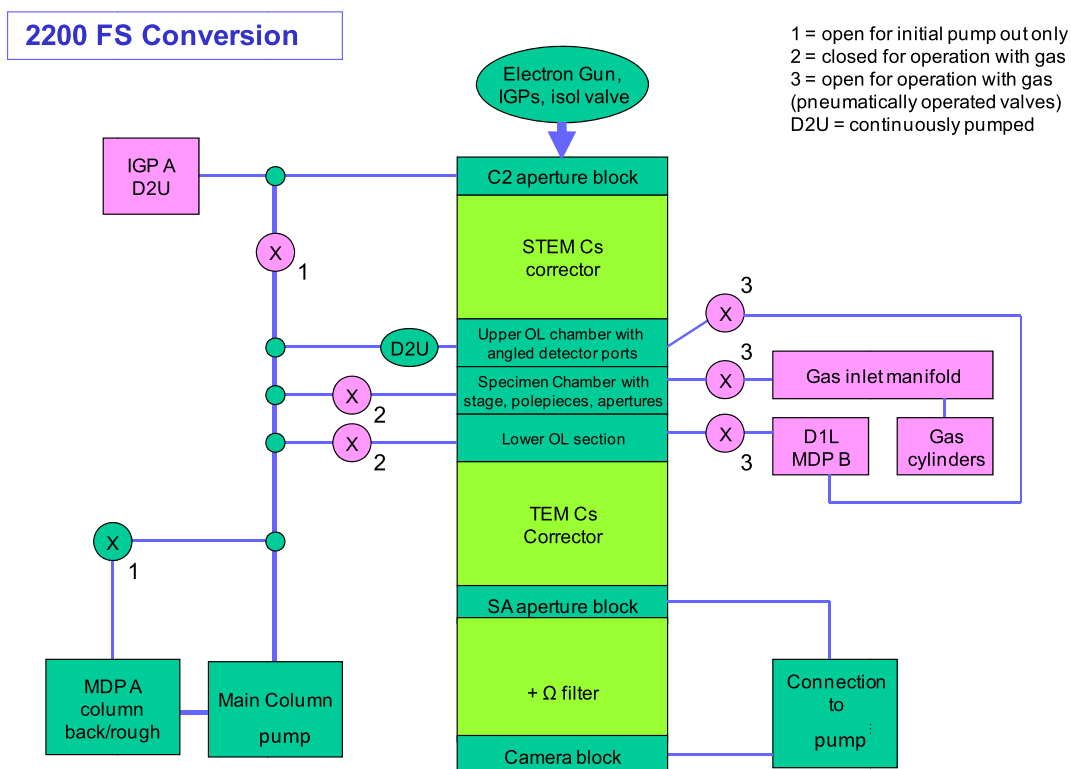 2200 FS Conversion
1 = open for initial pump out only
2 = closed for operation with gas
3 = open for operation with gas
(pneumatically operated valves)
D2U = continuously pumped
Electron Gun,
IGPs, isol valve
IGP A
D2U
C2 aperture block
X
1
STEM Cs
corrector
X
3
D2U
Upper OL chamber with
angled detector ports
X
2
Specimen Chamber with
stage, polepieces, apertures
X
3
Gas inlet manifold
X
2
Lower OL section
X
3
D1L
MDP B
Gas
cylinders
TEM Cs
Corrector
X
1
SA aperture block
MDP A
column
back/rough
Main Column
pump
+ Ω filter
Connection
to
pump
Camera block